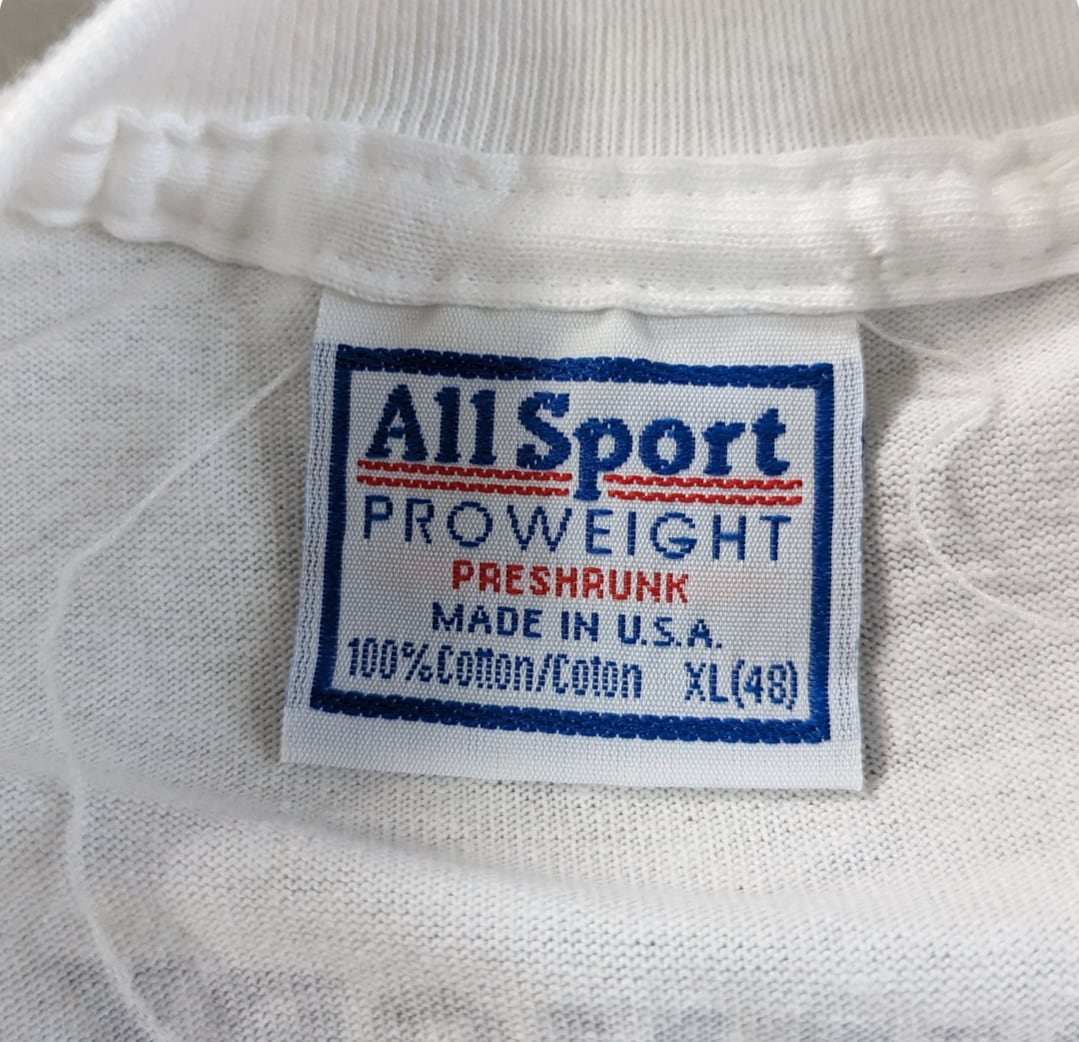 All Sport
PROWEIGHT
PRESHRUNK
MADE IN U.S.A.
100% Cotton/Coton XL(48)